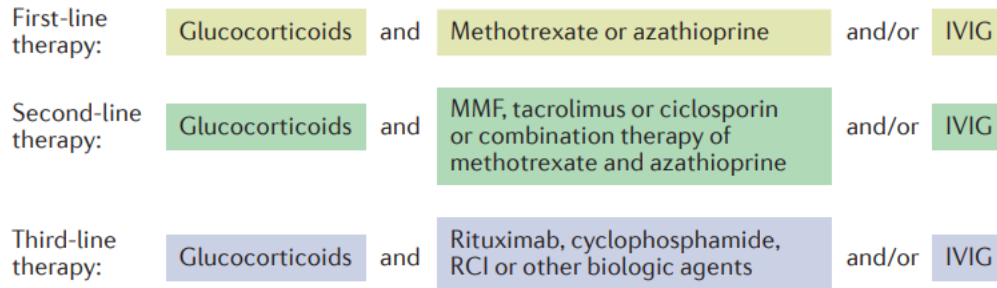 First-line
therapy:
Glucocorticoids and Methotrexate or azathioprine and/or IVIG
Second-line
therapy:
Glucocorticoids and
MMF, tacrolimus or ciclosporin
or combination therapy of
methotrexate and azathioprine
and/or IVIG
Third-line
therapy:
Glucocorticoids and
Rituximab, cyclophosphamide,
RCI or other biologic agents
and/or IVIG